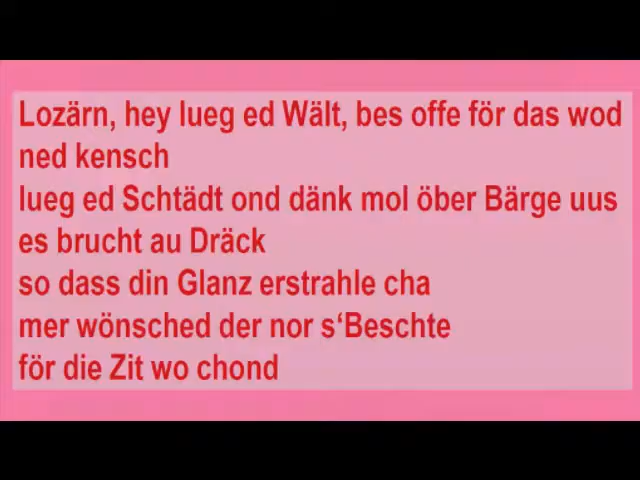 Lozärn, hey lueg ed Wält, bes offe för das wod
ned kensch
lueg ed Schtädt ond dänk mol öber Bärge uus
es brucht au Dräck
so dass din Glanz erstrahle cha
mer wönsched der nor s‘Beschte
för die Zit wo chond